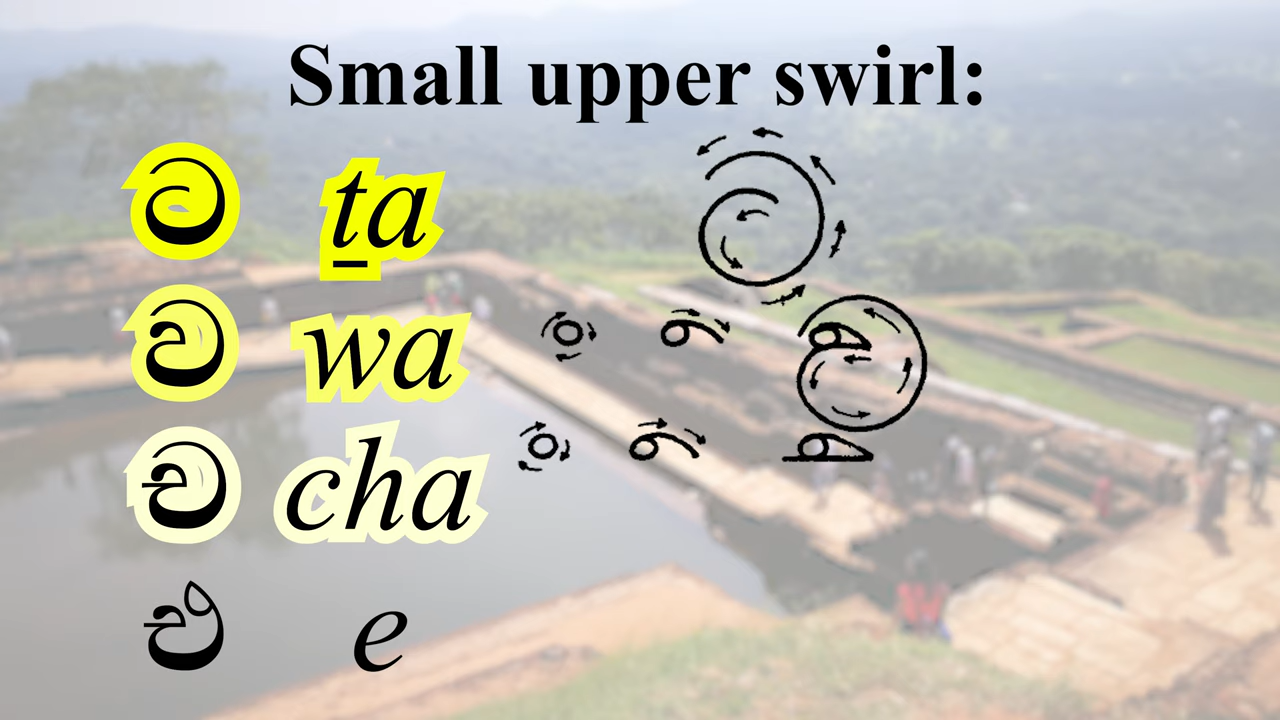 Small upper swirl:
ට ṯa
ව wa
ච cha
එ e